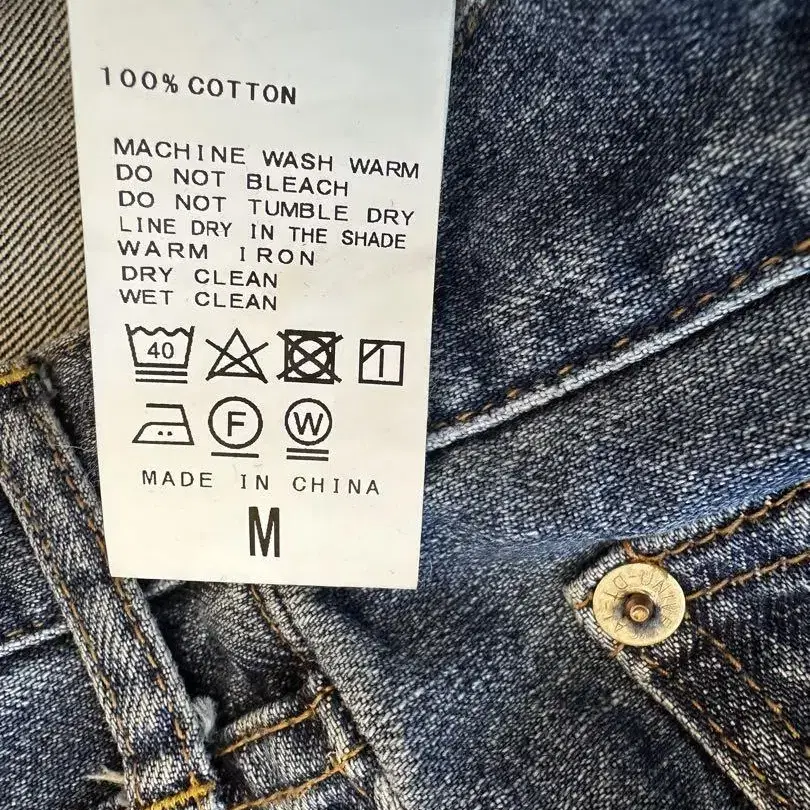 100% COTTON
MACHINE WASH WARM
DO NOT BLEACH
DO NOT TUMBLE DRY
LINE DRY IN THE SHADE
WARM IRON
DRY CLEAN
WET CLEAN
40
F
W
MADE IN CHINA
M